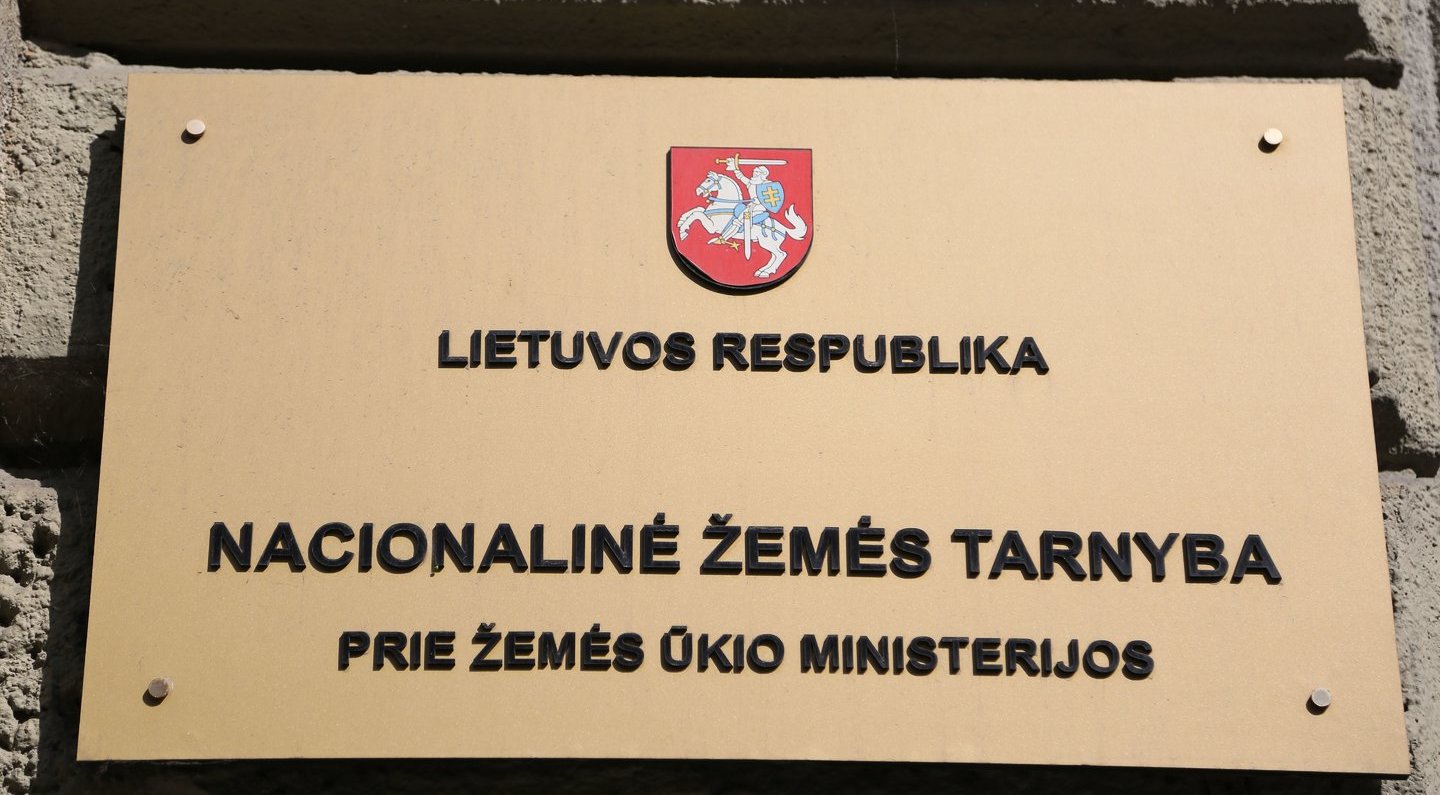 LIETUVOS RESPUBLIKA
NACIONALINĖ ŽEMĖS TARNYBA
PRIE ŽEMĖS ŪKIO MINISTERIJOS